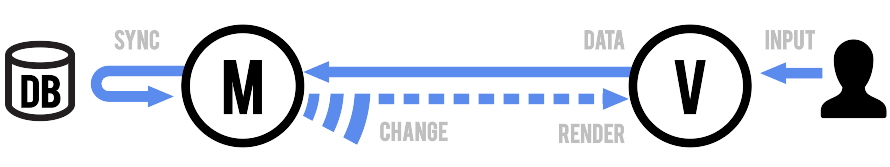 SYNC
DATA
INPUT
DB
M
V
CHANGE
RENDER